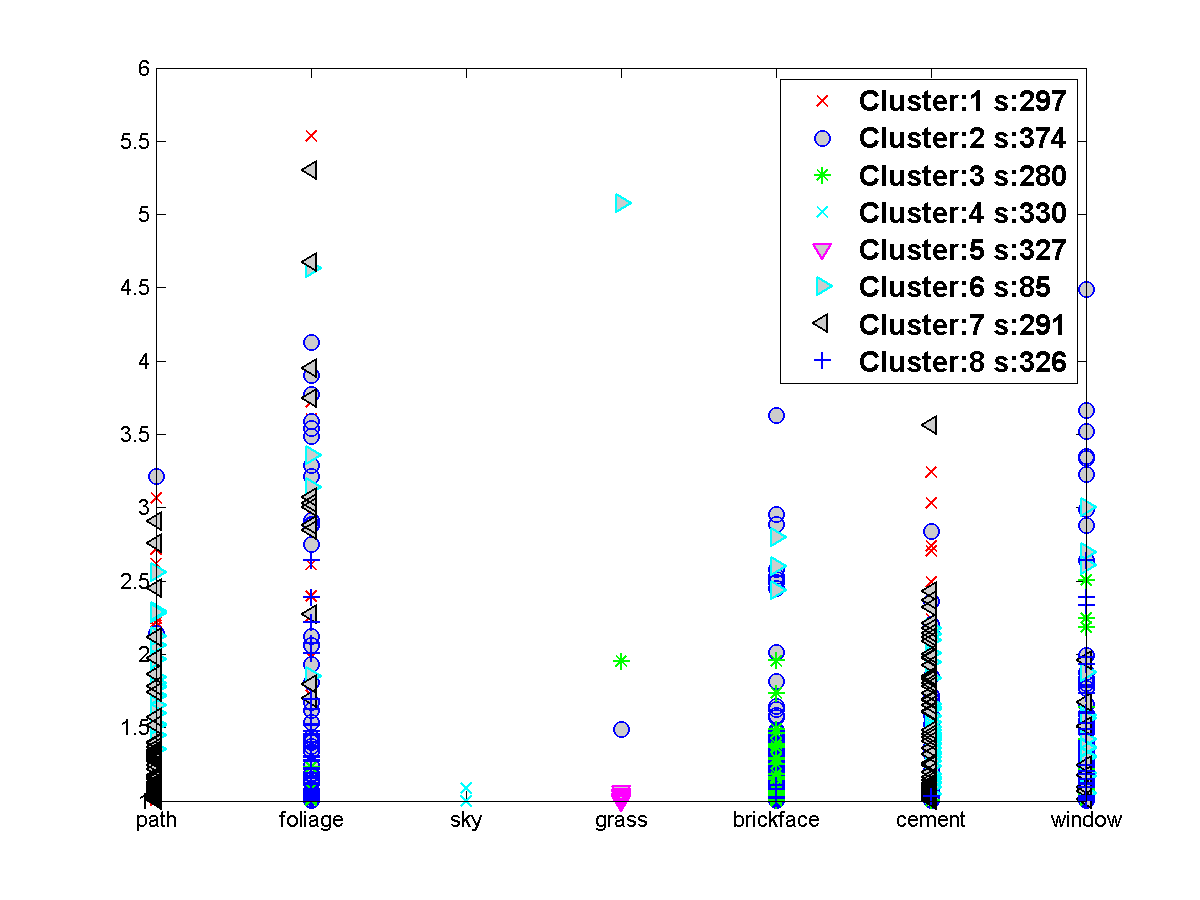 6
5.5
5
4.5
4
3.5
3
2.5
2
1.5
1
path foliage sky grass brickface cement window
Cluster:1 s:297
Cluster:2 s:374
Cluster:3 s:280
Cluster:4 s:330
Cluster:5 s:327
Cluster:6 s:85
Cluster:7 s:291
Cluster:8 s:326